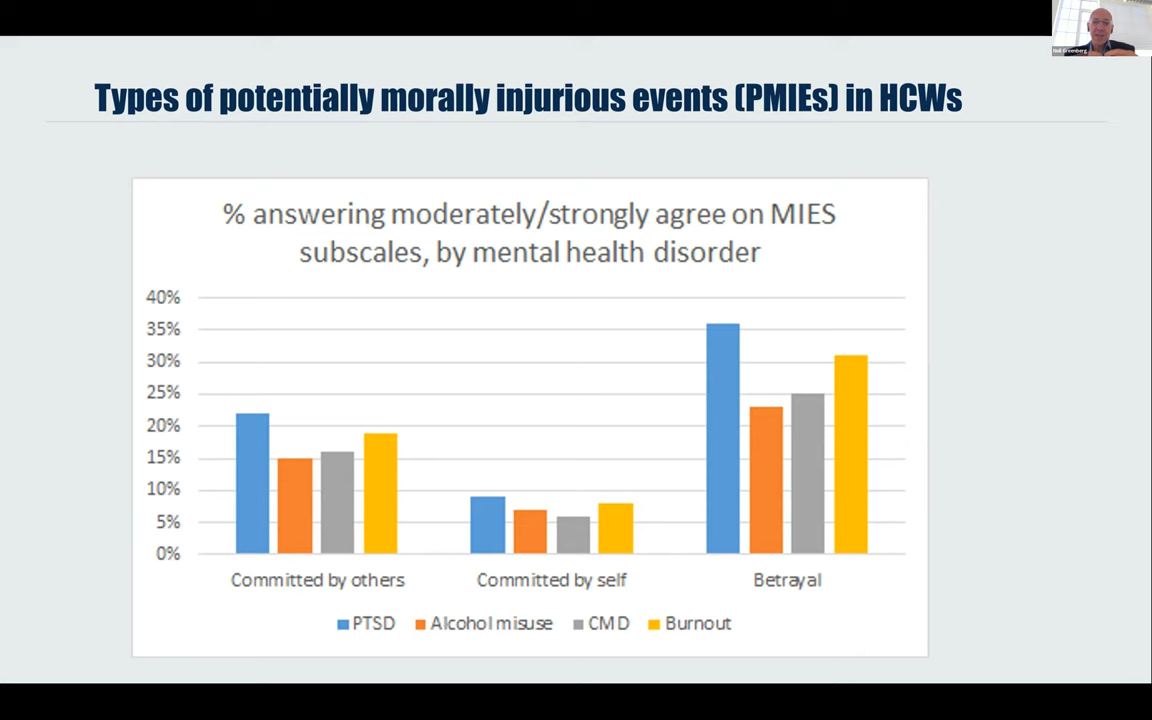 Neil Greenberg
Types of potentially morally injurious events (PMIEs) in HCWs
% answering moderately/strongly agree on MIES
subscales, by mental health disorder
40%
35%
30%
25%
20%
15%
10%
5%
0%
Committed by others Committed by self Betrayal
PTSD Alcohol misuse CMD Burnout